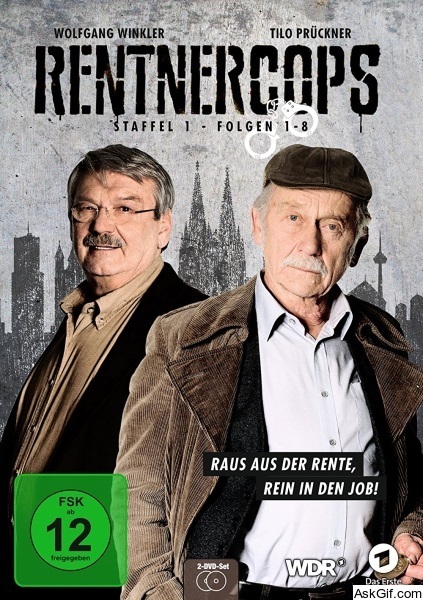 WOLFGANG WINKLER TILO PRÜCKNER
RENTNERCOPS
STAFFEL 1 - FOLGEN 1-8
RAUS AUS DER RENTE,
REIN IN DEN JOB!
FSK
ab
12
freigegeben
2-DVD-Set
WDR
1
Das Erste
AskGif.com